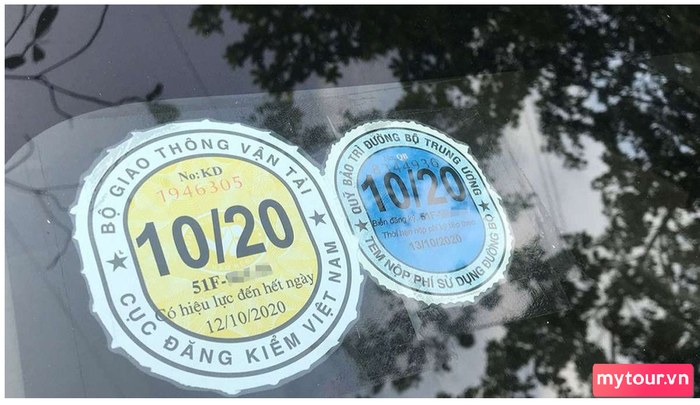 BỘ GIAO THÔNG VẬN TẢI
No: KD
1946305
10/20
51F-
Có hiệu lực đến hết ngày
12/10/2020
CỤC ĐĂNG KIỂM VIỆT NAM
QUỸ BẢO TRÌ ĐƯỜNG BỘ TRUNG ƯƠNG
QB
10/20
51F-
13/10/2020
TEM NỘP PHÍ SỬ DỤNG ĐƯỜNG BỘ
mytour.vn